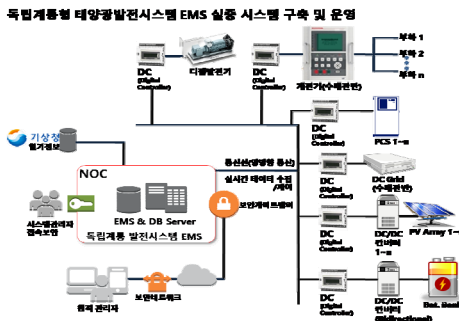 독립계통형 태양광발전시스템 EMS 실증 시스템 구축 및 운영
DC
(Digital
Controller)
디젤발전기
DC
(Digital
Controller)
계전기(수배전반)
부하 1
부하 2
부하 n
DC
(Digital
Controller)
PCS 1~n
기상청
일기정보
NOC
EMS & DB Server
독립계통 발전시스템 EMS
시스템관리자
접속보안
통신선(양방향 통신)
실시간 데이터 수집
/제어
보안게이트웨이
DC
(Digital
Controller)
DC Grid
(수배전반)
DC
(Digital
Controller)
DC/DC
컨버터
1~n
PV Array 1~
DC
(Digital
Controller)
DC/DC
컨버터
(Bidirectional)
원격 관리자
보안네트워크